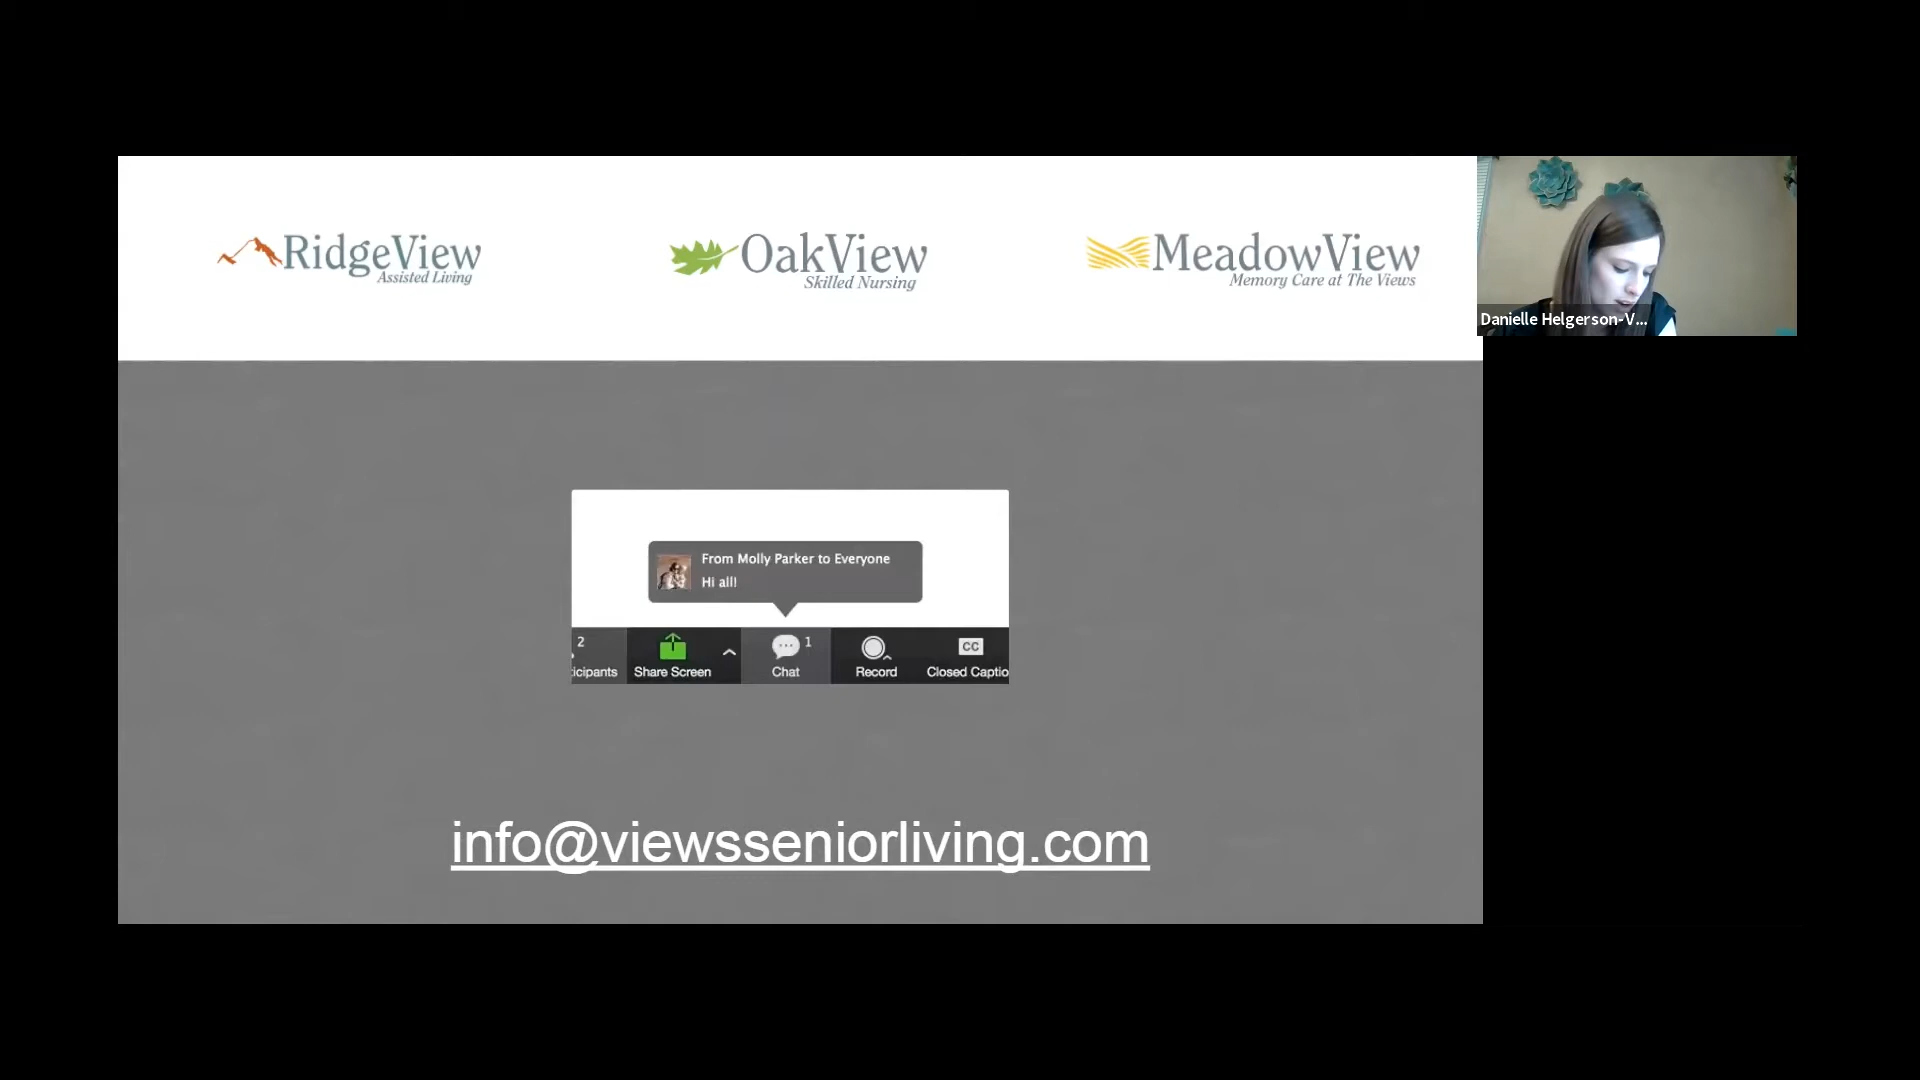 RidgeView
Assisted Living
OakView
Skilled Nursing
MeadowView
Memory Care at The Views
Danielle Helgerson-V...
From Molly Parker to Everyone
Hi all!
2
1
CC
icipants
Share Screen
Chat
Record
Closed Captio
info@viewsseniorliving.com